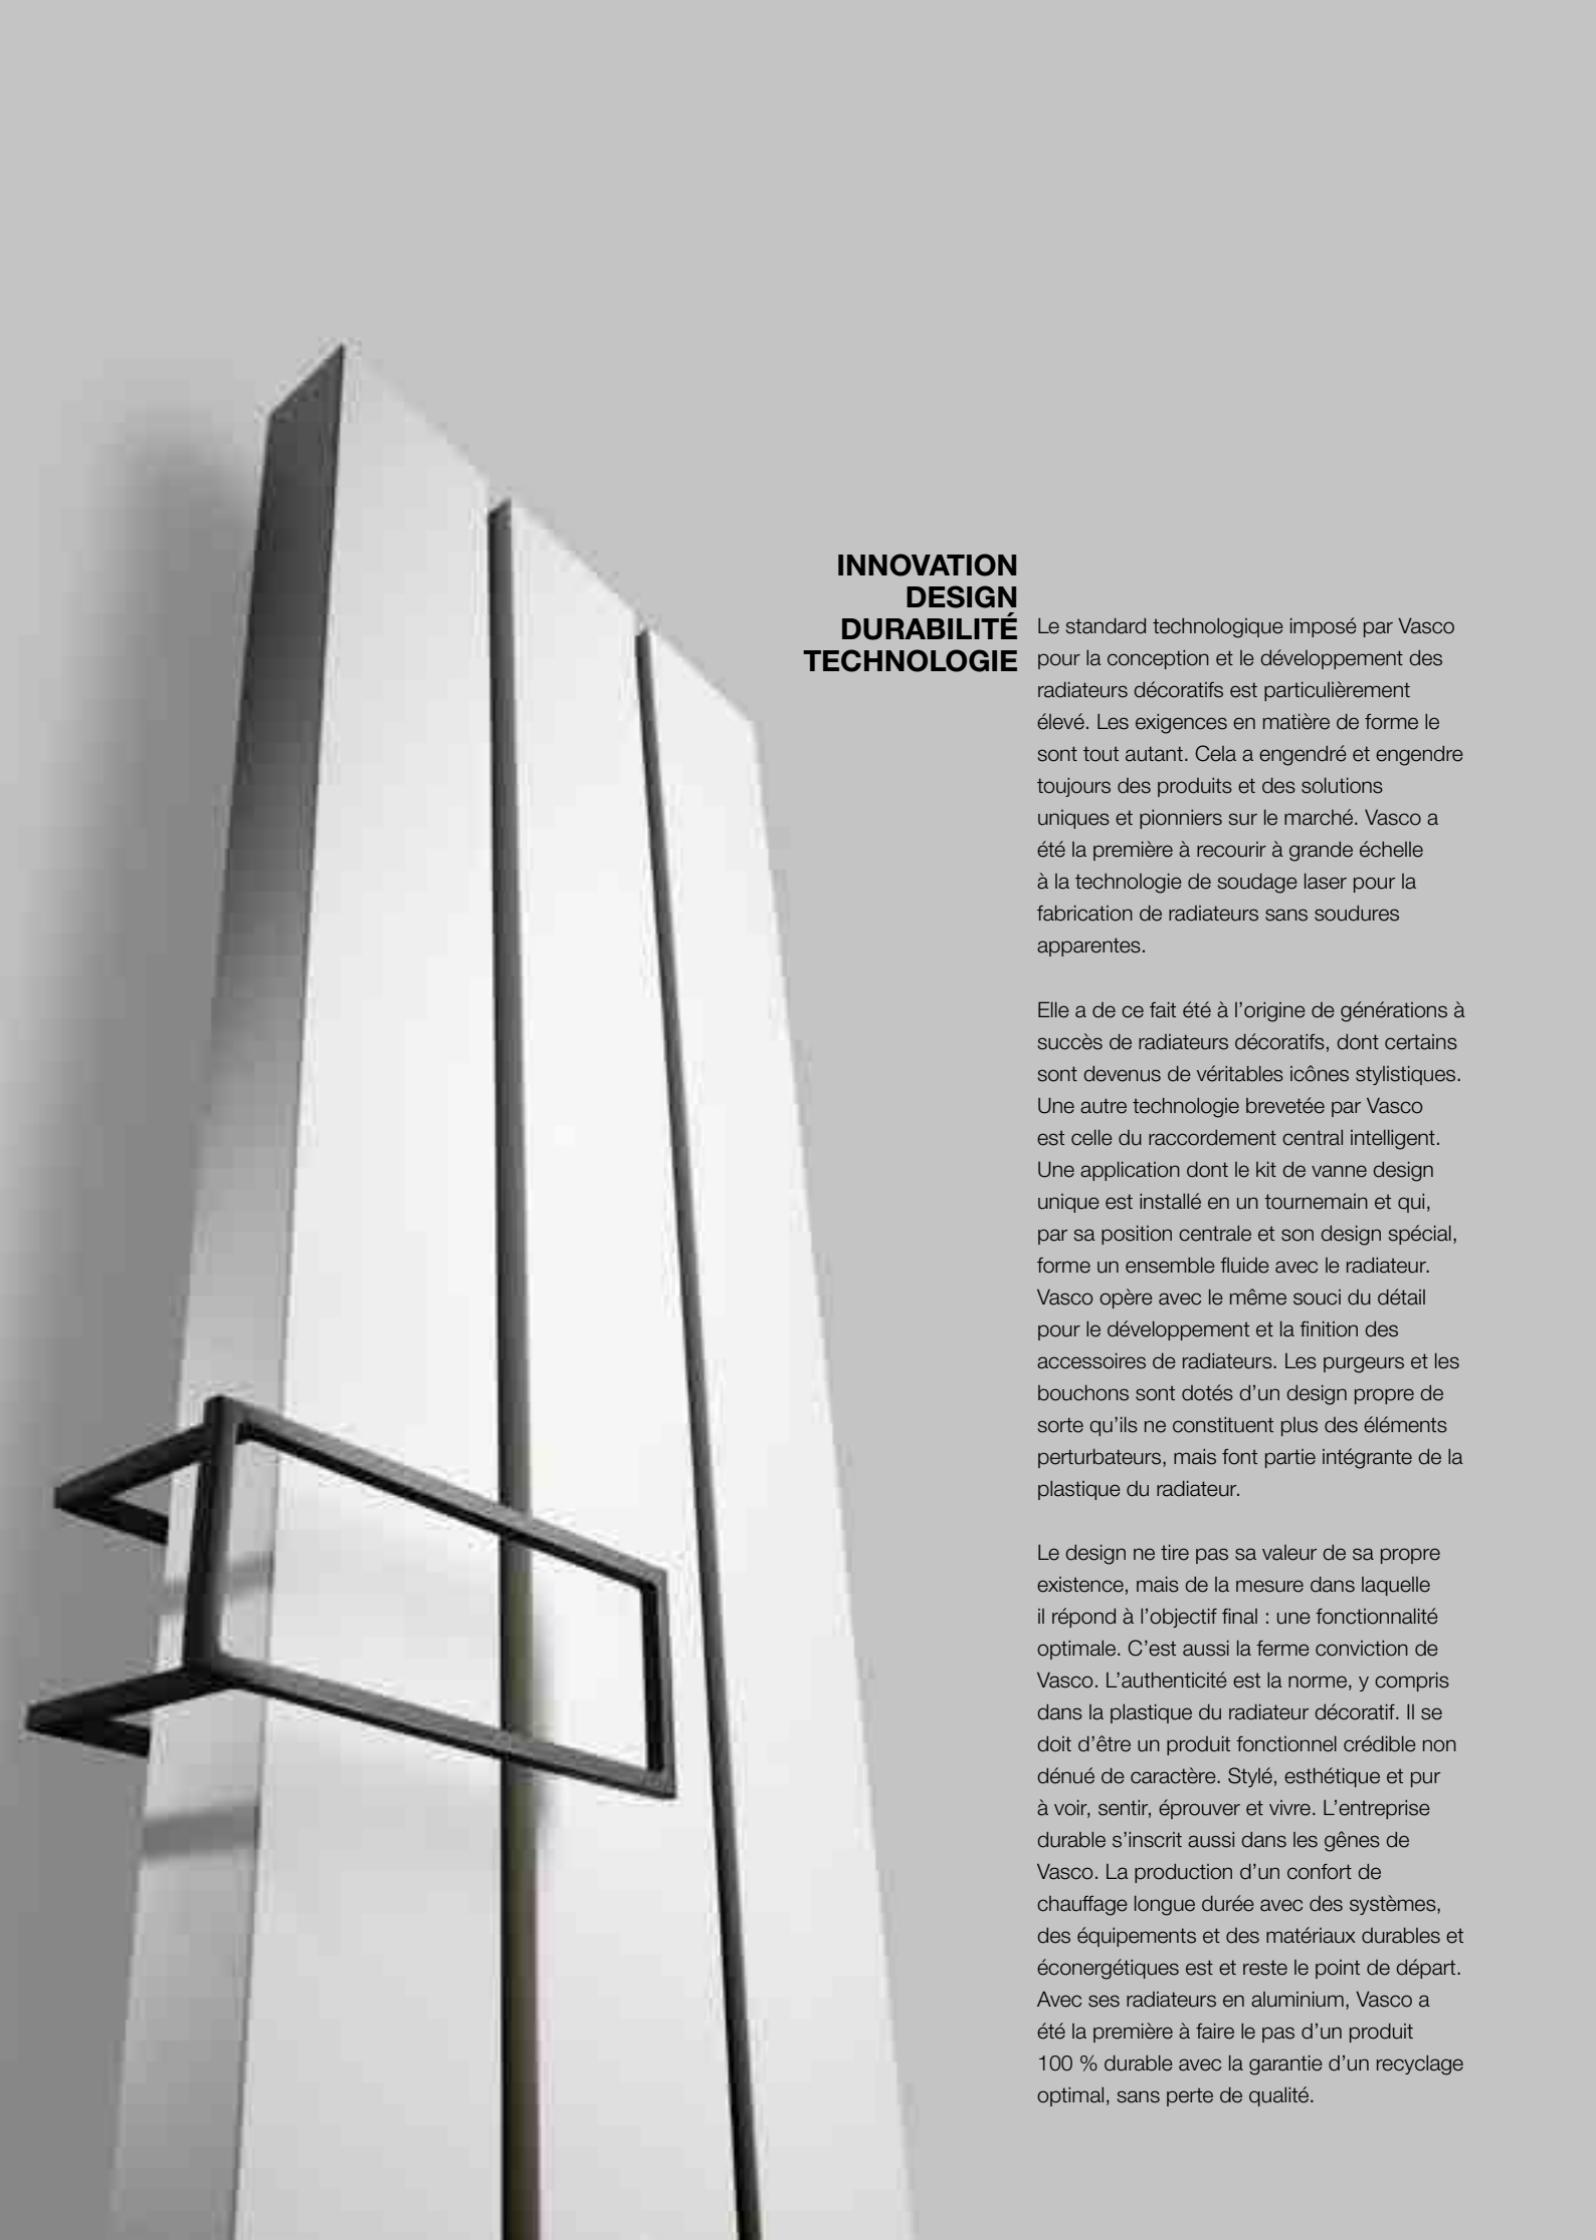 INNOVATION
DESIGN
DURABILITÉ
TECHNOLOGIE
Le standard technologique imposé par Vasco
pour la conception et le développement des
radiateurs décoratifs est particulièrement
élevé. Les exigences en matière de forme le
sont tout autant. Cela a engendré et engendre
toujours des produits et des solutions
uniques et pionniers sur le marché. Vasco a
été la première à recourir à grande échelle
à la technologie de soudage laser pour la
fabrication de radiateurs sans soudures
apparentes.
Elle a de ce fait été à l’origine de générations à
succès de radiateurs décoratifs, dont certains
sont devenus de véritables icônes stylistiques.
Une autre technologie brevetée par Vasco
est celle du raccordement central intelligent.
Une application dont le kit de vanne design
unique est installé en un tournemain et qui,
par sa position centrale et son design spécial,
forme un ensemble fluide avec le radiateur.
Vasco opère avec le même souci du détail
pour le développement et la finition des
accessoires de radiateurs. Les purgeurs et les
bouchons sont dotés d’un design propre de
sorte qu’ils ne constituent plus des éléments
perturbateurs, mais font partie intégrante de la
plastique du radiateur.
Le design ne tire pas sa valeur de sa propre
existence, mais de la mesure dans laquelle
il répond à l’objectif final : une fonctionnalité
optimale. C’est aussi la ferme conviction de
Vasco. L’authenticité est la norme, y compris
dans la plastique du radiateur décoratif. Il se
doit d’être un produit fonctionnel crédible non
dénué de caractère. Stylé, esthétique et pur
à voir, sentir, éprouver et vivre. L’entreprise
durable s’inscrit aussi dans les gênes de
Vasco. La production d’un confort de
chauffage longue durée avec des systèmes,
des équipements et des matériaux durables et
éconergétiques est et reste le point de départ.
Avec ses radiateurs en aluminium, Vasco a
été la première à faire le pas d’un produit
100 % durable avec la garantie d’un recyclage
optimal, sans perte de qualité.